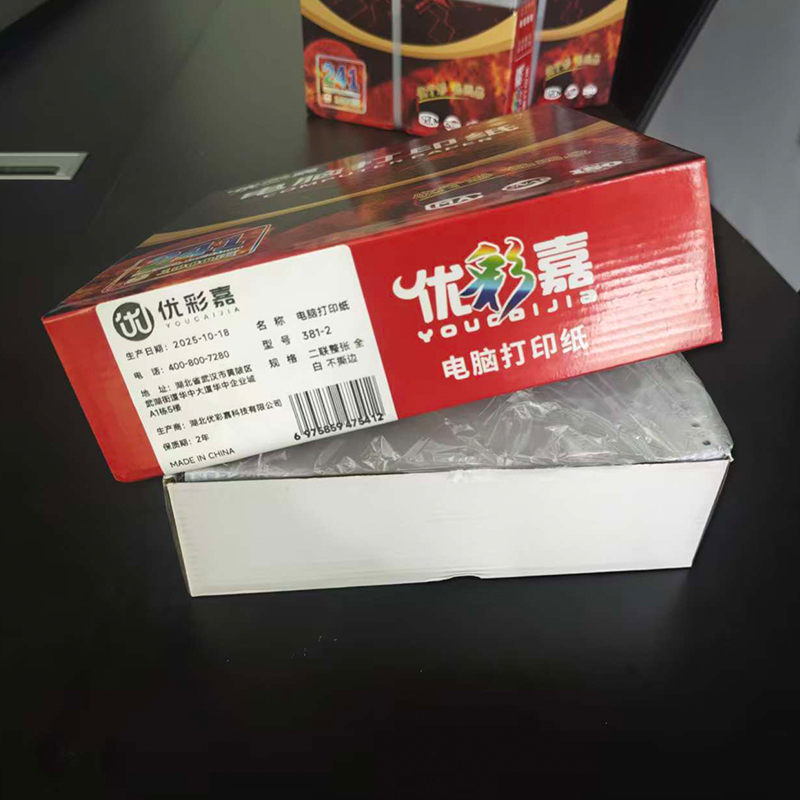 241
241
电脑打印纸
COMPUTER PAPER
优彩嘉
YOUCAIJIA
生产日期：2025-10-18
电 话：400-800-7280
地 址：湖北省武汉市黄陂区
武湖街道华中大道华中企业城
A1栋5楼
生产商：湖北优彩嘉科技有限公司
保质期：2年
MADE IN CHINA
名 称 电脑打印纸
型 号 381-2
规 格 二联整张 全
白 不撕边
6 975859 475412
优彩嘉
YOUCAIJIA
电脑打印纸